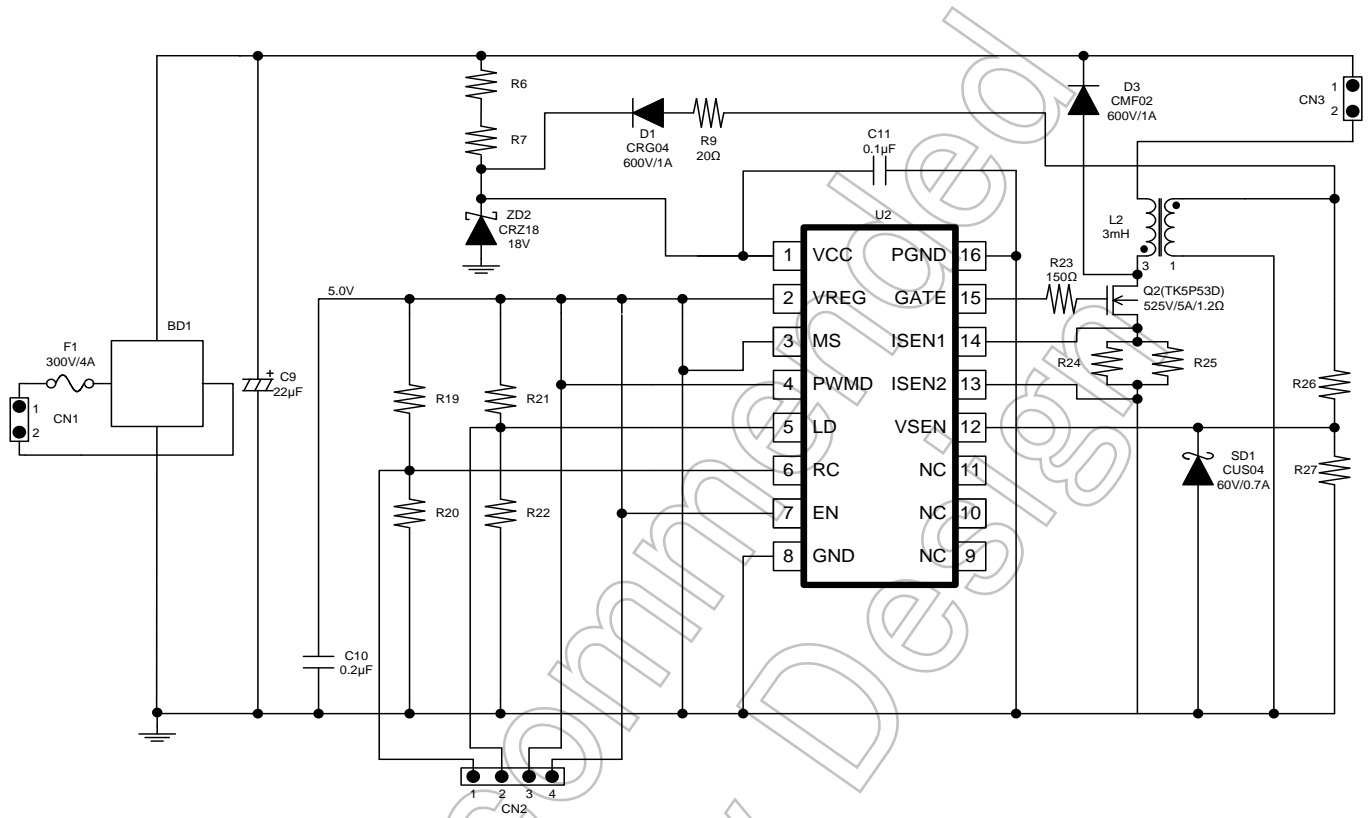 R6
R7
D1
CRG04
600V/1A
R9
20Ω
C11
0.1μF
D3
CMF02
600V/1A
1
2
CN3
ZD2
CRZ18
18V
U2
L2
3mH
3
1
1 VCC PGND 16
2 VREG GATE 15
3 MS ISEN1 14
4 PWMD ISEN2 13
5 LD VSEN 12
6 RC NC 11
7 EN NC 10
8 GND NC 9
R23
150Ω
Q2(TK5P53D)
525V/5A/1.2Ω
5.0V
BD1
F1
300V/4A
1
2
CN1
+
C9
22μF
R19
R21
R20
R22
R24
R25
R26
R27
SD1
CUS04
60V/0.7A
C10
0.2μF
1 2 3 4
CN2
ommended
Design